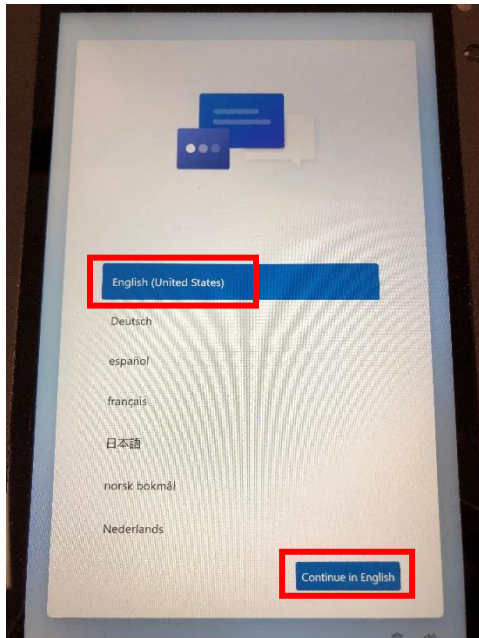 English (United States)
Deutsch
español
français
日本語
norsk bokmål
Nederlands
Continue in English